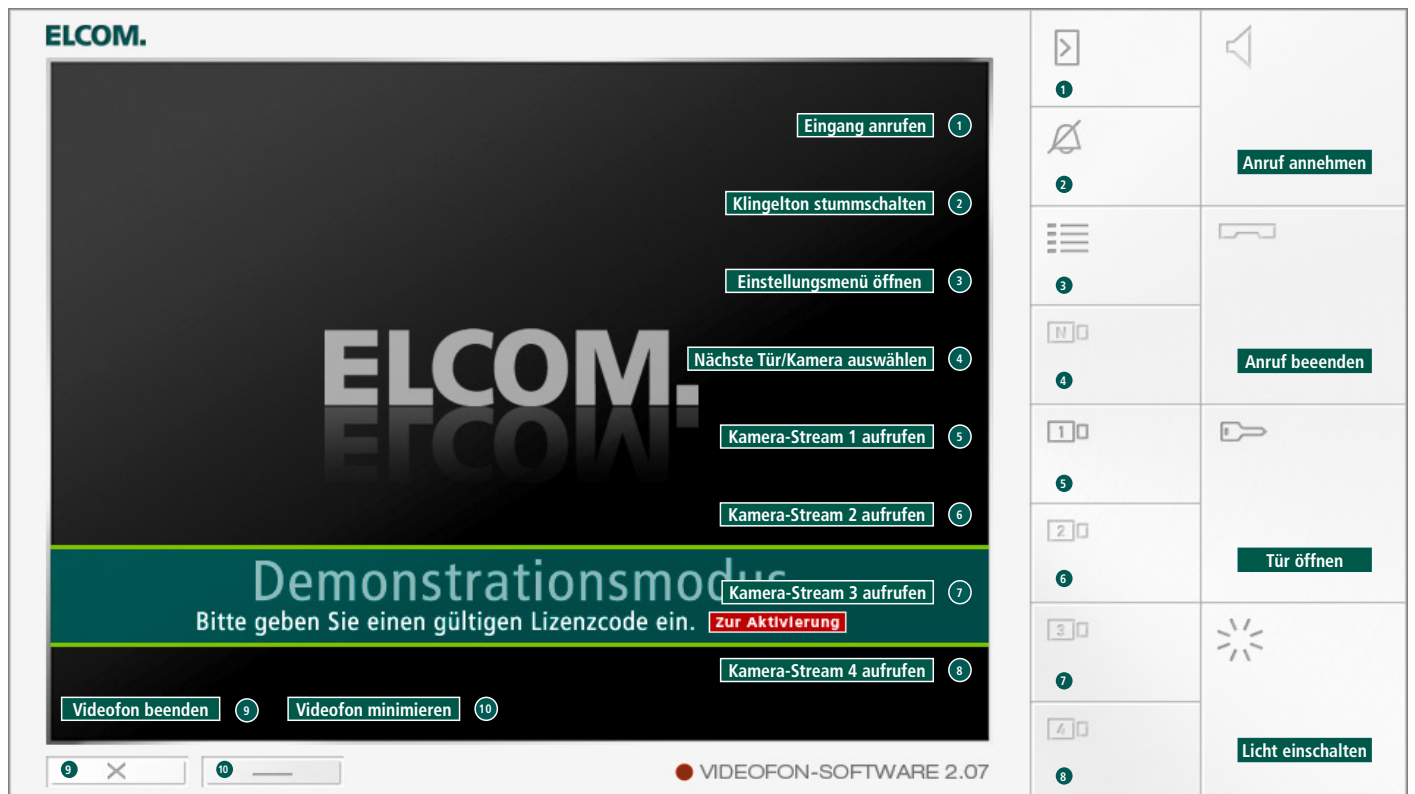 ELCOM.
Eingang anrufen 1
Klingelton stummschalten 2
Einstellungsmenü öffnen 3
ELCOM.
Nächste Tür/Kamera auswählen 4
Kamera-Stream 1 aufrufen 5
Kamera-Stream 2 aufrufen 6
Demonstrationsmodus
Kamera-Stream 3 aufrufen 7
Bitte geben Sie einen gültigen Lizenzcode ein. Zur Aktivierung
Kamera-Stream 4 aufrufen 8
Videofon beenden 9 Videofon minimieren 10
9 10
VIDEOFON-SOFTWARE 2.07
1
2
3
N
4
1
5
2
6
3
7
4
8
Anruf annehmen
Anruf beeenden
Tür öffnen
Licht einschalten